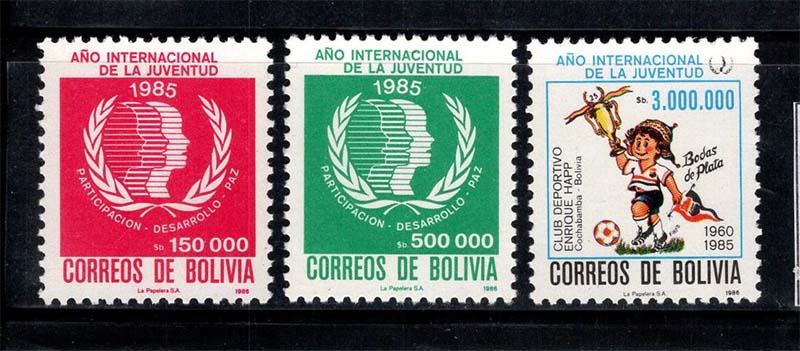 AÑO INTERNACIONAL
DE LA JUVENTUD
1985
PARTICIPACION - DESARROLLO - PAZ
$b. 150 000
CORREOS DE BOLIVIA
La Papelera S.A.
1986
AÑO INTERNACIONAL
DE LA JUVENTUD
1985
PARTICIPACION - DESARROLLO - PAZ
$b. 500 000
CORREOS DE BOLIVIA
La Papelera S.A.
1986
AÑO INTERNACIONAL
DE LA JUVENTUD
$b. 3.000.000
25
CLUB DEPORTIVO
ENRIQUE HAPP
Cochabamba - Bolivia
Bodas
de Plata
1960
1985
CORREOS DE BOLIVIA
La Papelera S.A.
1986